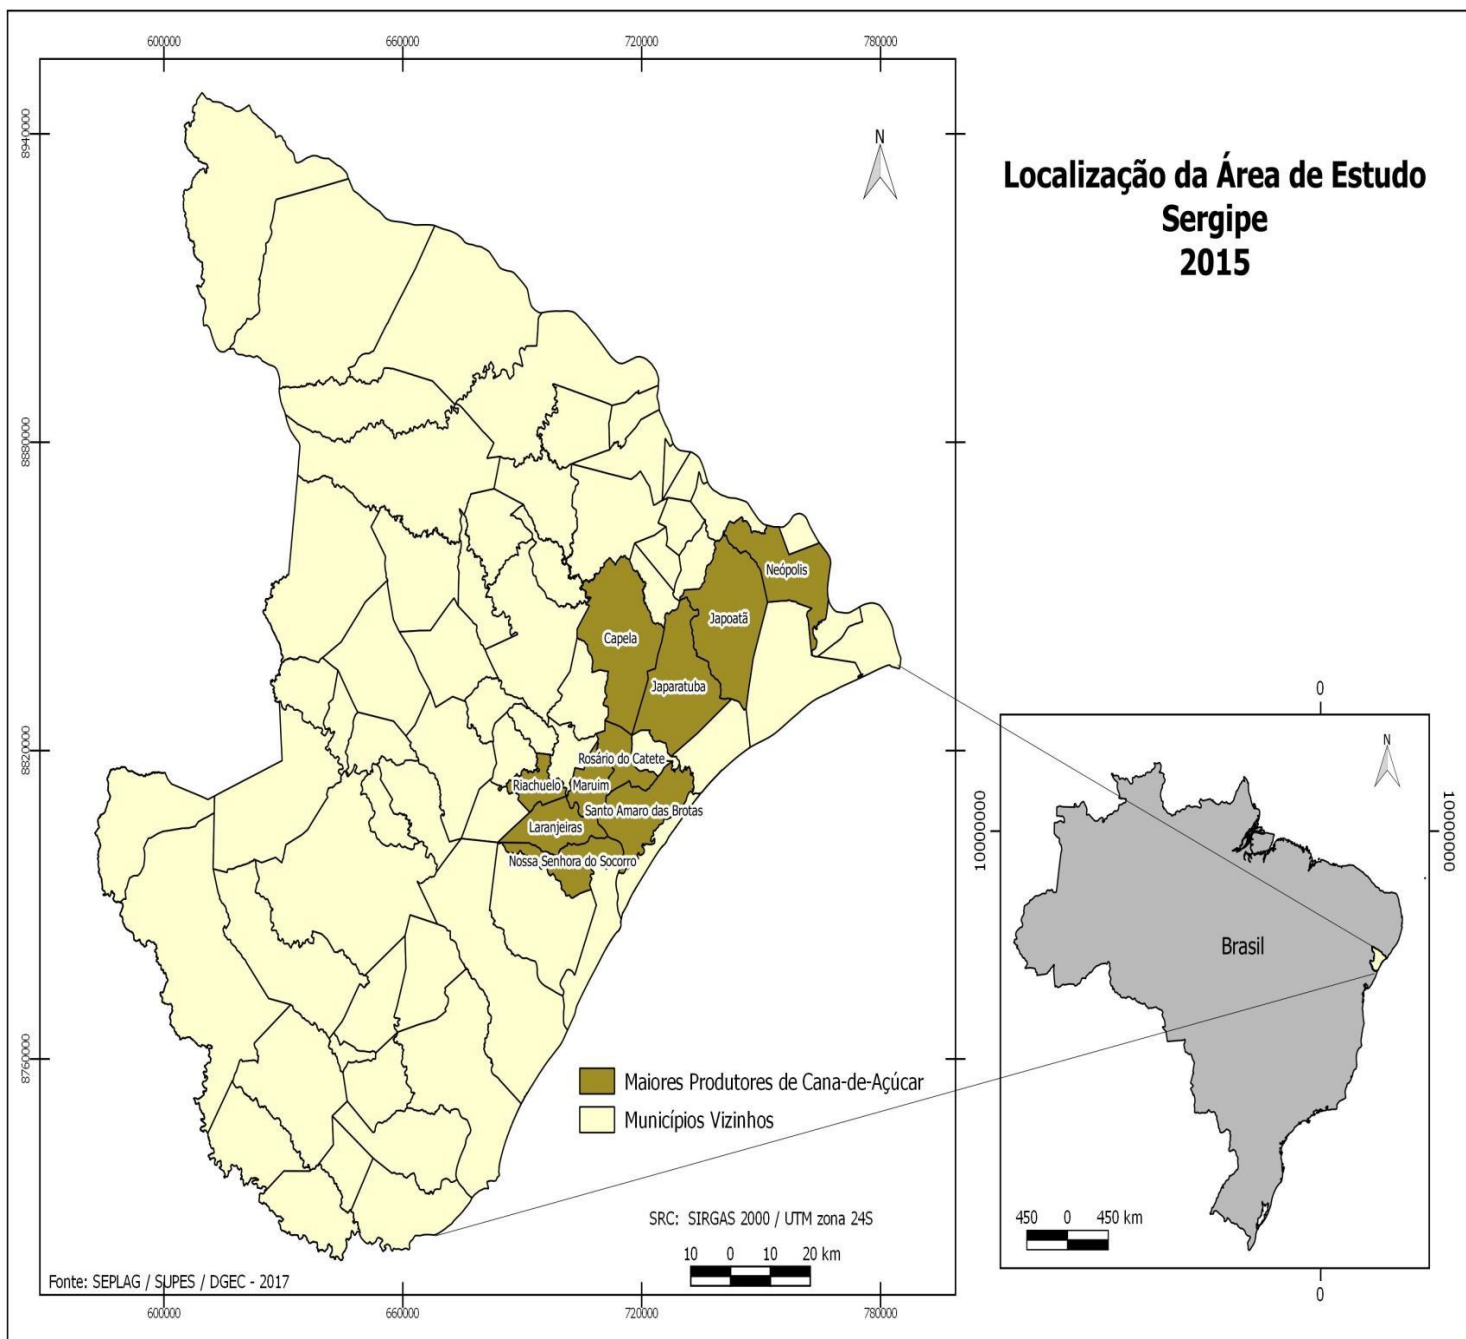 600000
660000
720000
780000
8940000
8880000
8820000
8760000
N
Localização da Área de Estudo
Sergipe
2015
Neópolis
Japoatã
Capela
Japaratuba
Rosário do Catete
Riachuelo
Maruim
Santo Amaro das Brotas
Laranjeiras
Nossa Senhora do Socorro
Maiores Produtores de Cana-de-Açúcar
Municípios Vizinhos
SRC: SIRGAS 2000 / UTM zona 24S
10 0 10 20 km
Fonte: SEPLAG / SUPES / DGEC - 2017
600000
660000
720000
780000
0
N
10000000
10000000
Brasil
450 0 450 km
0